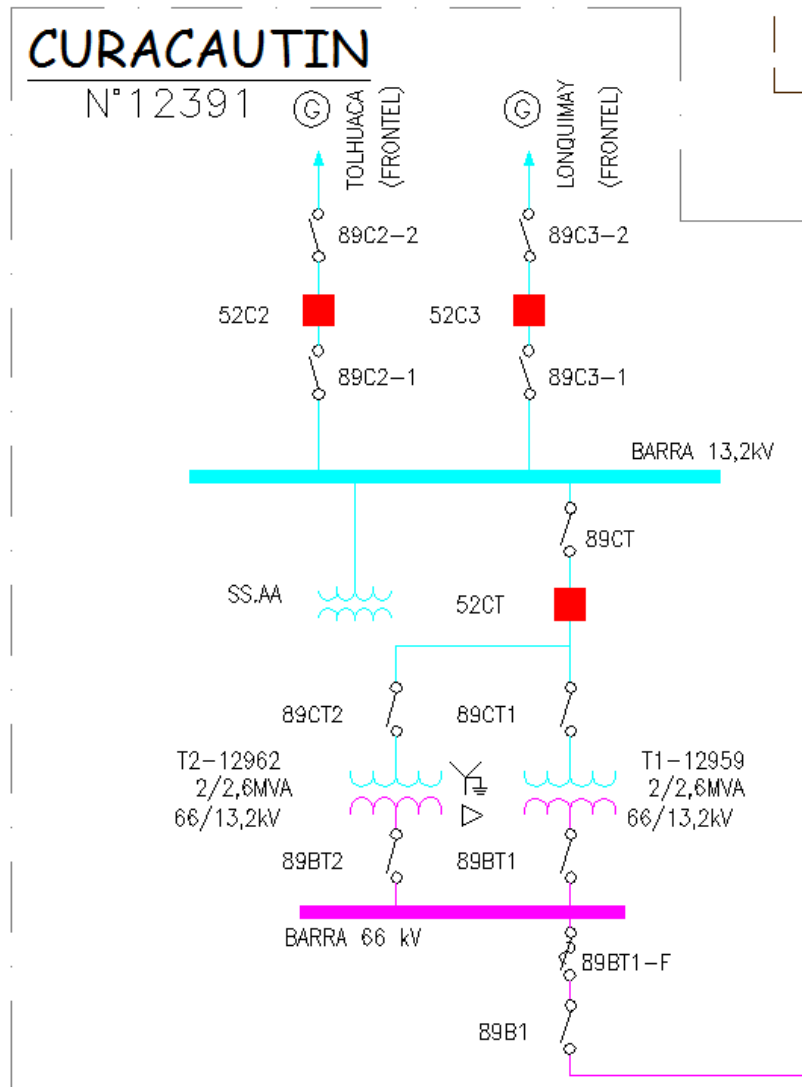 CURACAUTIN
N°12391
G
TOLHUACA
(FRONTEL)
G
LONQUIMAY
(FRONTEL)
89C2-2
89C3-2
52C2
52C3
89C2-1
89C3-1
BARRA 13,2kV
89CT
SS.AA
52CT
89CT2
89CT1
T2-12962
2/2,6MVA
66/13,2kV
T1-12959
2/2,6MVA
66/13,2kV
89BT2
89BT1
BARRA 66 kV
89BT1-F
89B1